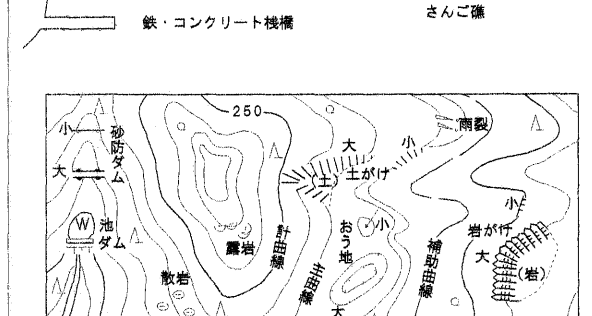 鉄・コンクリート桟橋
さんご礁
250
小
砂防ダム
大
W
池
ダム
露岩
散岩
計曲線
主曲線
大
小
(土)
土がけ
雨裂
おう地
小
大
補助曲線
小
岩がけ
大
(岩)